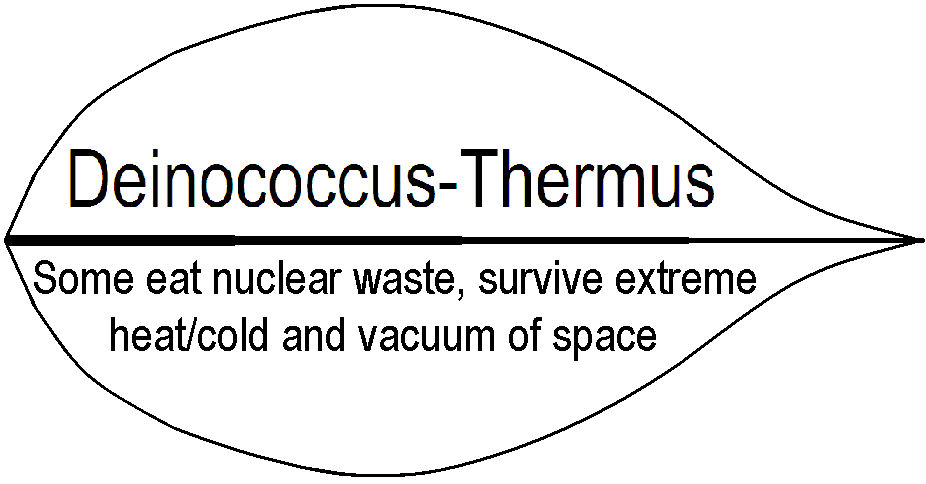 Deinococcus-Thermus
Some eat nuclear waste, survive extreme
heat/cold and vacuum of space